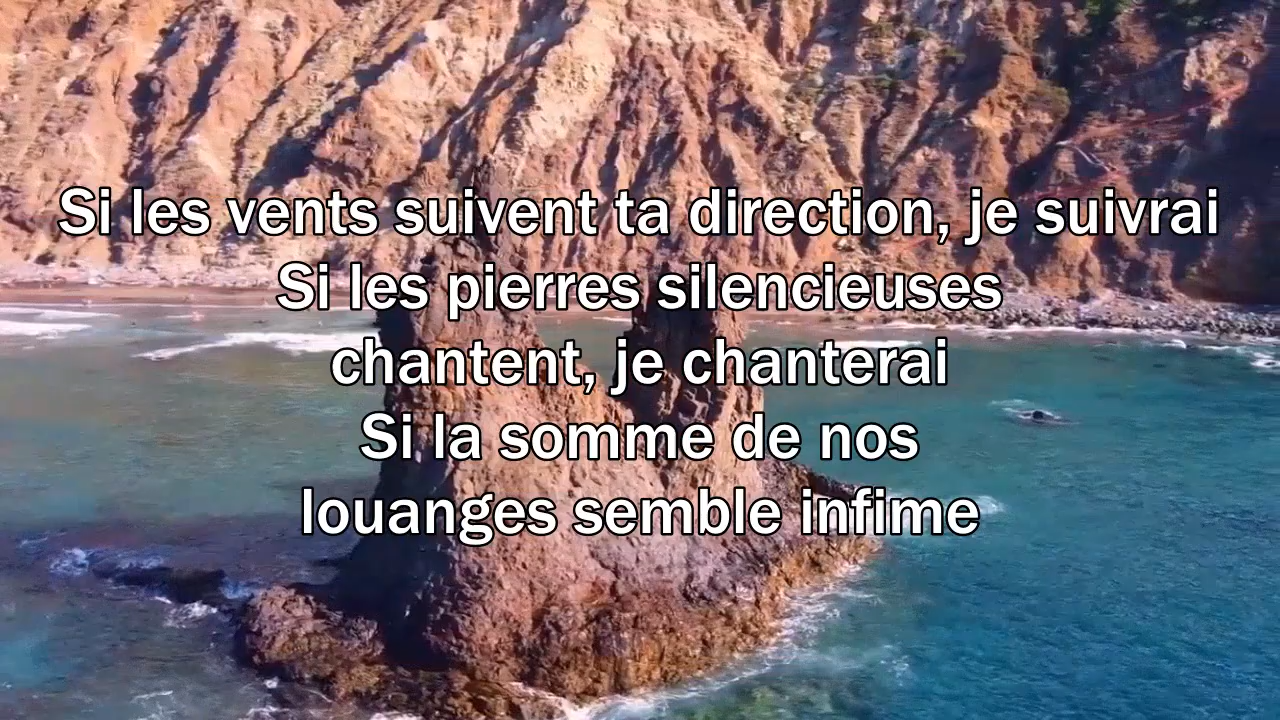 Si les vents suivent ta direction, je suivrai
Si les pierres silencieuses
chantent, je chanterai
Si la somme de nos
louanges semble infime